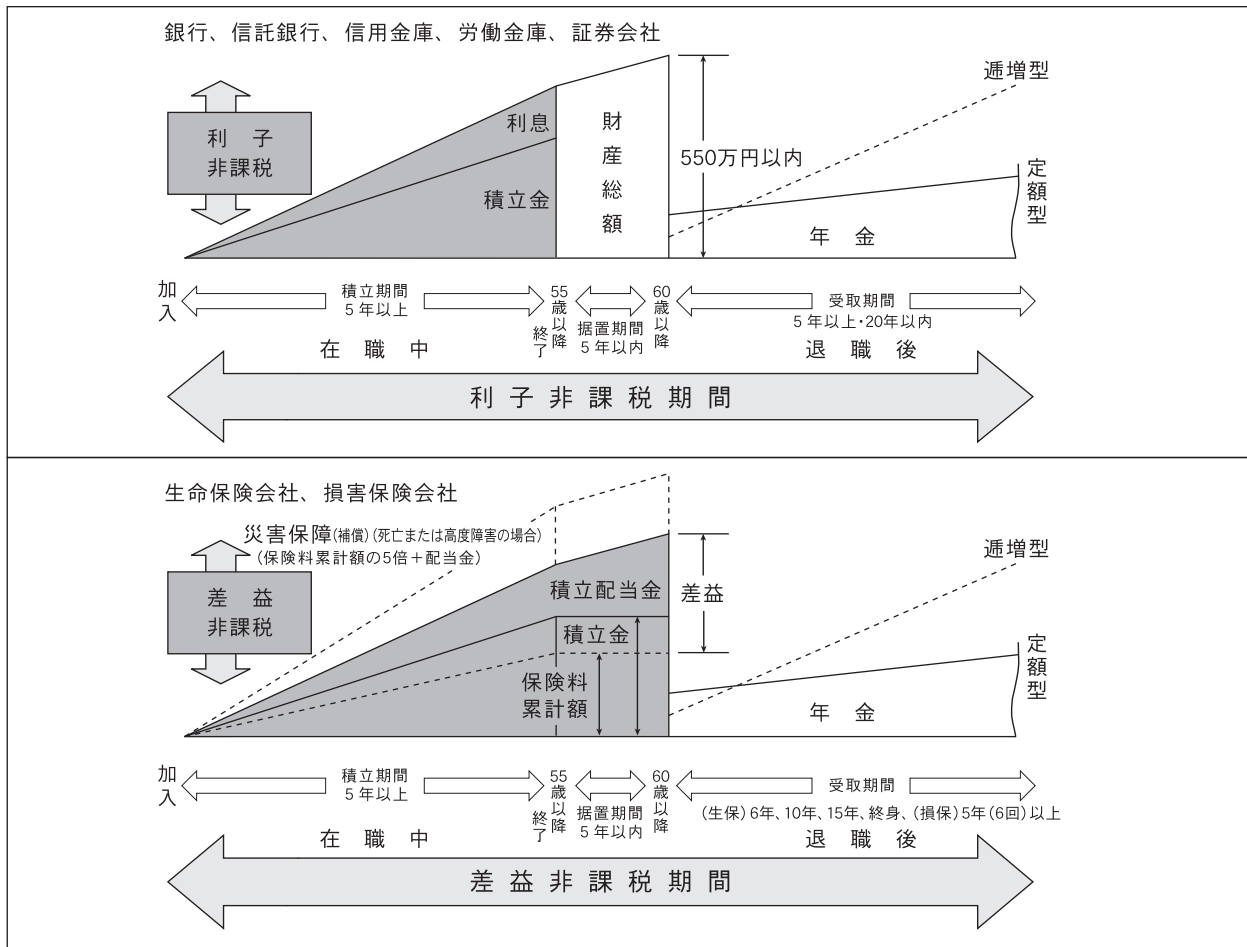 銀行、信託銀行、信用金庫、労働金庫、証券会社
利子
非課税
利息
積立金
財産総額
550万円以内
逓増型
定額型
年金
加入
積立期間
5年以上
55歳以降
終了
据置期間
5年以内
60歳以降
受取期間
5年以上・20年以内
在職中
退職後
利子非課税期間
生命保険会社、損害保険会社
災害保障(補償)(死亡または高度障害の場合)
(保険料累計額の5倍+配当金)
差益
非課税
積立配当金
積立金
保険料
累計額
差益
逓増型
定額型
年金
加入
積立期間
5年以上
55歳以降
終了
据置期間
5年以内
60歳以降
受取期間
(生保)6年、10年、15年、終身、(損保)5年(6回)以上
在職中
退職後
差益非課税期間